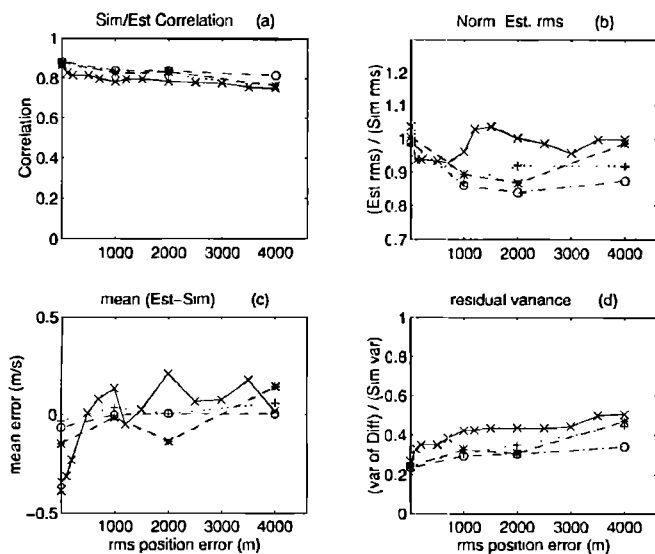 Sim/Est Correlation (a)
Correlation
1
0.8
0.6
0.4
0.2
0
1000 2000 3000 4000
Norm Est. rms (b)
(Est rms) / (Sim rms)
1.2
1.1
1
0.9
0.8
0.7
1000 2000 3000 4000
mean (Est-Sim) (c)
mean error (m/s)
0.5
0
-0.5
1000 2000 3000 4000
rms position error (m)
residual variance (d)
(var of Diff) / (Sim var)
1
0.8
0.6
0.4
0.2
0
1000 2000 3000 4000
rms position error (m)